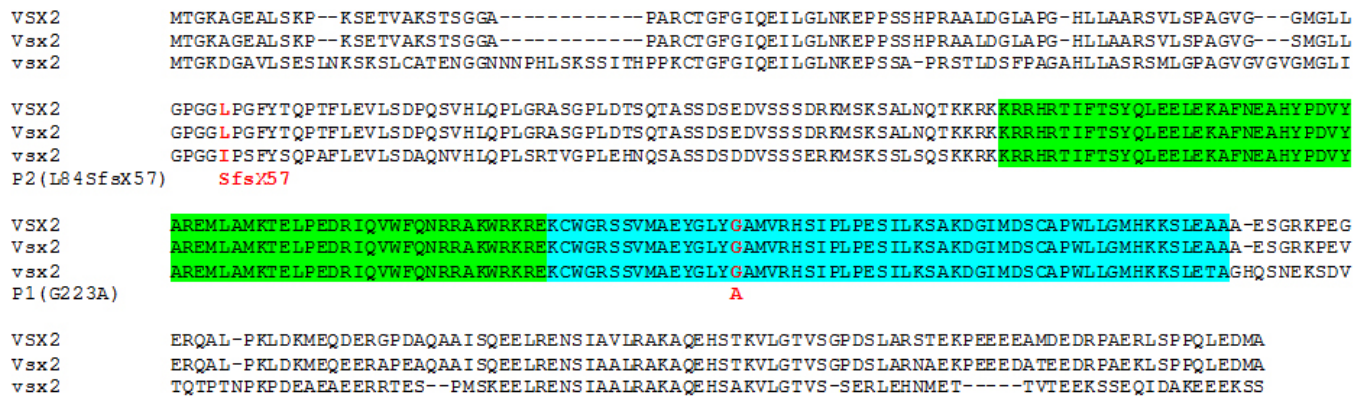 VSX2 MTGKAGEALSKP--KSETVAKSTSGGA------------PARCTGFGIQEILGLNKEPPSSHPRAALDGLAPG-HLLAARSVLSPAGVG---GMGLL
Vsx2 MTGKAGEALSKP--KSETVAKSTSGGA------------PARCTGFGIQEILGLNKEPPSSHPRAALDGLAPG-HLLAARSVLSPAGVG---SMGLL
vsx2 MTGKDGAVLSESLNKSKSLCATENGGNNNPHLSKSSITHPPKCTGFGIQEILGLNKEPSSA-PRSTLDSFPAGAHLLASRSMLGPAGVGVGVGMGLI
VSX2 GPGGLPGFYTQPTFLEVLSDPQSVHLQPLGRASGPLDTSQTASSDSEDVSSSDRKMSKSALNQTKKRKKRRHRTIFTSYQLEELEKAFNEAHYPDVY
Vsx2 GPGGLPGFYTQPTFLEVLSDPQSVHLQPLGRASGPLDTSQTASSDSEDVSSSDRKMSKSALNQTKKRKKRRHRTIFTSYQLEELEKAFNEAHYPDVY
vsx2 GPGGIPSFYSQPAFLEVLSDAQNVHLQPLSRTVGPLEHNQSASSDSDDVSSSERKMSKSSLSQSKKRKKRRHRTIFTSYQLEELEKAFNEAHYPDVY
P2(L84SfsX57) SfsX57
VSX2 AREMLAMKTELPEDRIQVWFQNRRAKWRKREKCWGRSSVMAEYGLYGAMVRHSIPLPESILKSAKDGIMDSCAPWLLGMHKKSLEAAA-ESGRKPEG
Vsx2 AREMLAMKTELPEDRIQVWFQNRRAKWRKREKCWGRSSVMAEYGLYGAMVRHSIPLPESILKSAKDGIMDSCAPWLLGMHKKSLEAAA-ESGRKPEV
vsx2 AREMLAMKTELPEDRIQVWFQNRRAKWRKREKCWGRSSVMAEYGLYGAMVRHSIPLPESILKSAKDGIMDSCAPWLLGMHKKSLETAGHQSNEKSDV
P1(G223A) A
VSX2 ERQAL-PKLDKMEQDERGPDAQAAISQEELRENSIAVLRAKAQEHSTKVLGTVSGPDSLARSTEKPEEEEAMDEDRPAERLSPPQLEDMA
Vsx2 ERQAL-PKLDKMEQEERAPEAQAAISQEELRENSIAALRAKAQEHSTKVLGTVSGPDSLARNAEKPEEEDATEEDRPAEKLSPPQLEDMA
vsx2 TQTPTNPKPDEAEAEERRTES--PMSKEELRENSIAALRAKAQEHSAKVLGTVS-SERLEHNMET-----TVTEEKSSEQIDAKEEEKSS